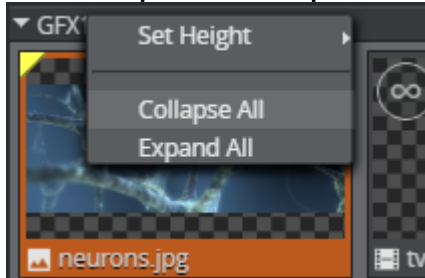 GFX
Set Height
Collapse All
Expand All
neurons.jpg
tv